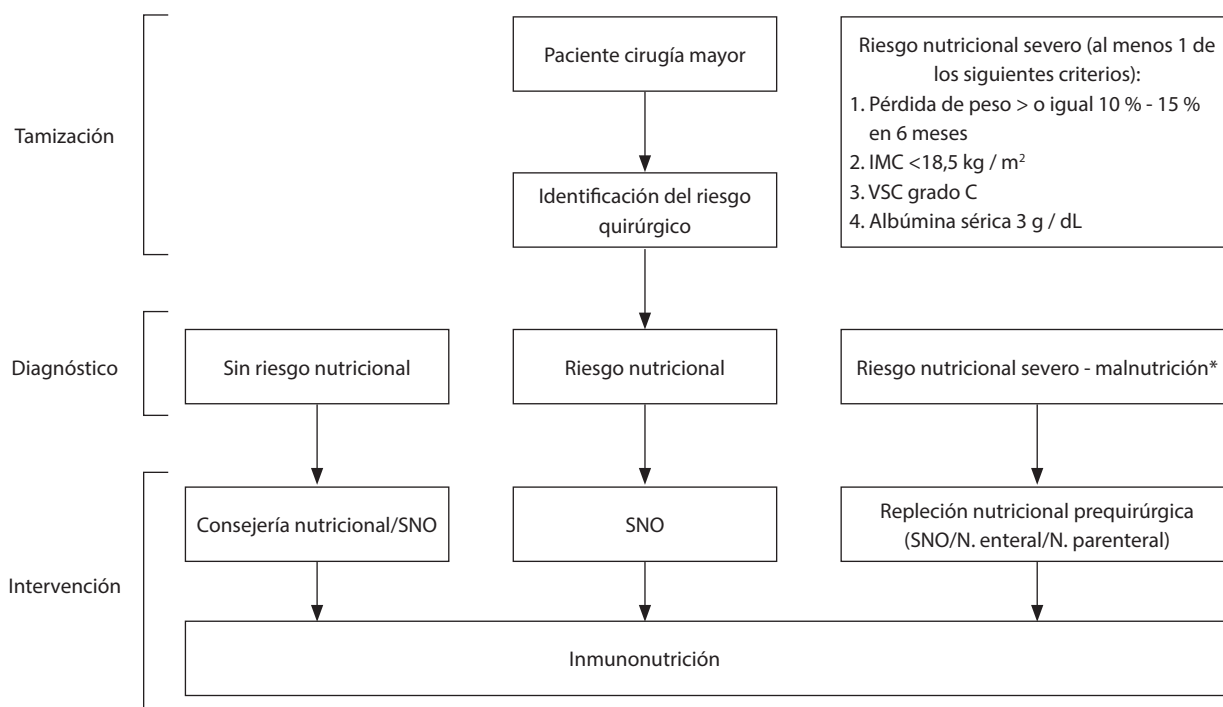 Tamización
Paciente cirugía mayor
Identificación del riesgo
quirúrgico
Riesgo nutricional severo (al menos 1 de
los siguientes criterios):
1. Pérdida de peso > o igual 10 % - 15 %
en 6 meses
2. IMC <18,5 kg / m²
3. VSC grado C
4. Albúmina sérica 3 g / dL
Diagnóstico
Sin riesgo nutricional
Riesgo nutricional
Riesgo nutricional severo - malnutrición*
Intervención
Consejería nutricional/SNO
SNO
Repleción nutricional prequirúrgica
(SNO/N. enteral/N. parenteral)
Inmunonutrición